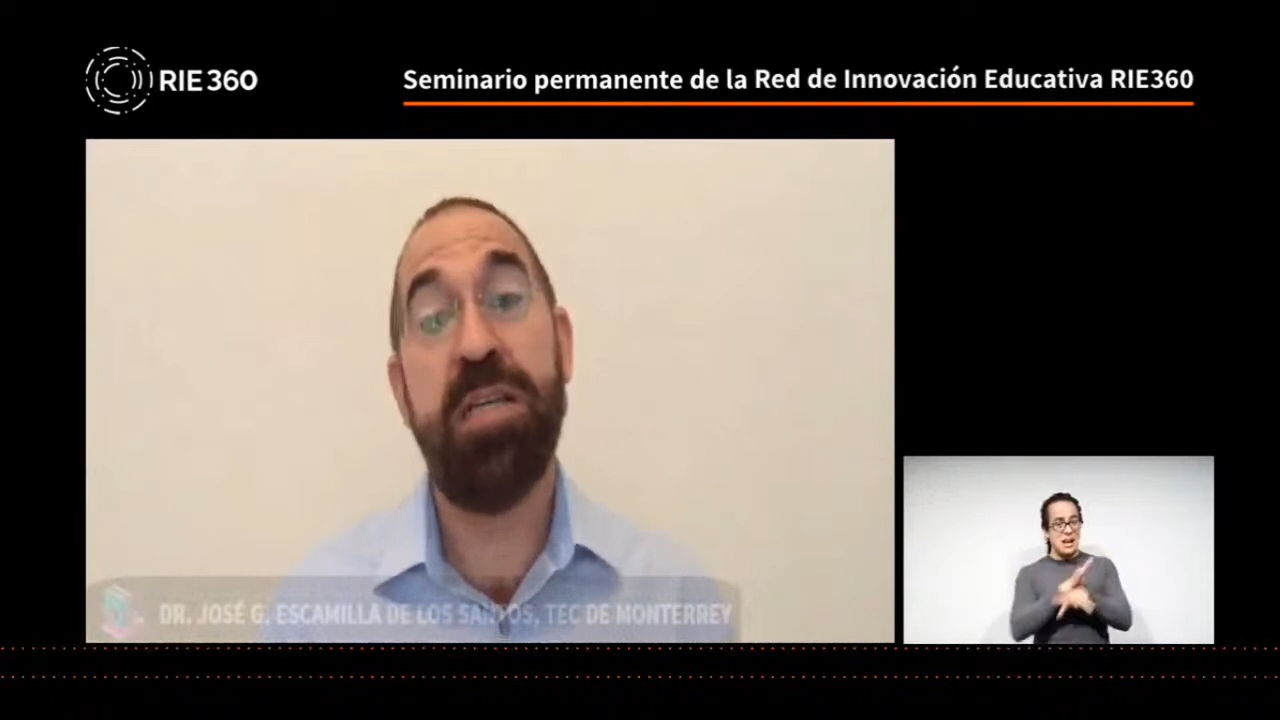 RIE360
Seminario permanente de la Red de Innovación Educativa RIE360
DR. JOSÉ G. ESCAMILLA DE LOS SANTOS, TEC DE MONTERREY